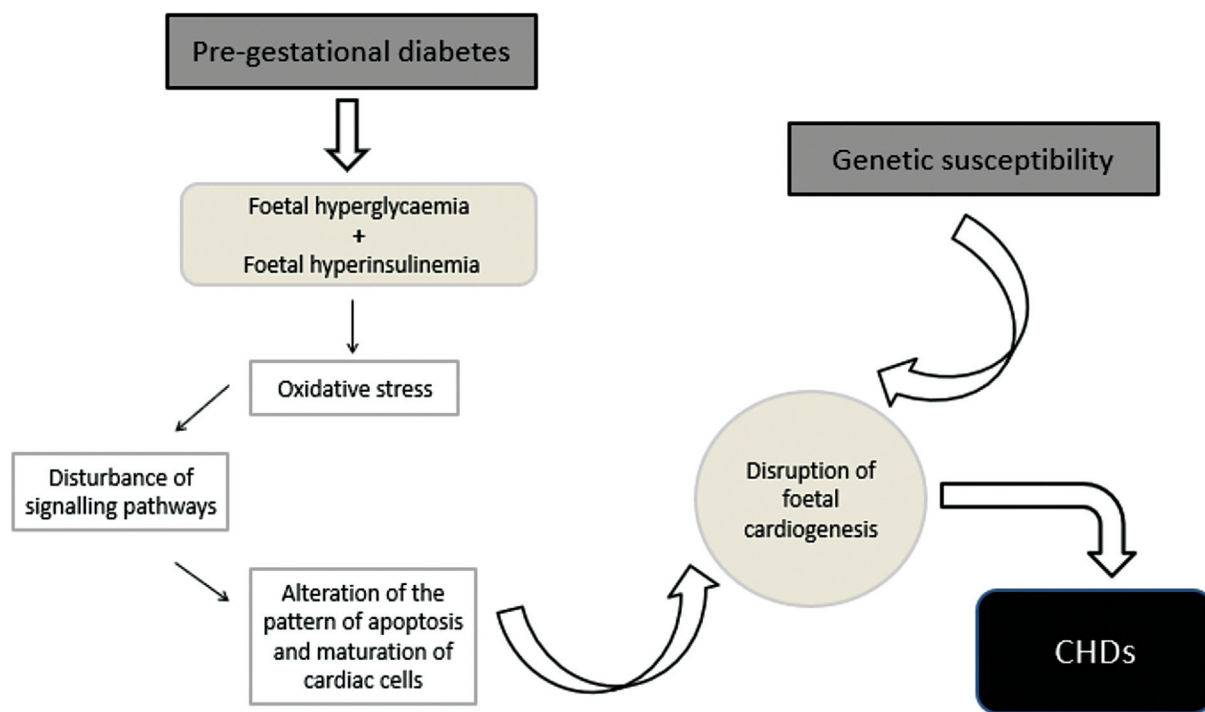 Pre-gestational diabetes
Genetic susceptibility
Foetal hyperglycaemia
+
Foetal hyperinsulinemia
Oxidative stress
Disturbance of
signalling pathways
Alteration of the
pattern of apoptosis
and maturation of
cardiac cells
Disruption of
foetal
cardiogenesis
CHDs